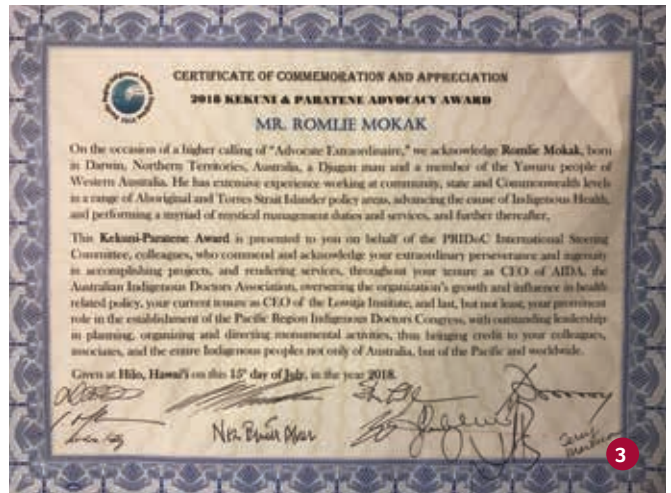 CERTIFICATE OF COMMEMORATION AND APPRECIATION
2018 KEKUNI & PARATENE ADVOCACY AWARD
MR. ROMLIE MOKAK
On the occasion of a higher calling of "Advocate Extraordinaire," we acknowledge Romlie Mokak, born
in Darwin, Northern Territories, Australia, a Djugun man and a member of the Yawuru people of
Western Australia. He has extensive experience working at community, state and Commonwealth levels
in a range of Aboriginal and Torres Strait Islander policy areas, advancing the cause of Indigenous Health,
and performing a myriad of mystical management duties and services, and further thereafter,
This Kekuni-Paratene Award is presented to you on behalf of the PRIDoC International Steering
Committee, colleagues, who commend and acknowledge your extraordinary perseverance and ingenuity
in accomplishing projects, and rendering services, throughout your tenure as CEO of AIDA, the
Australian Indigenous Doctors Association, overseeing the organization's growth and influence in health
related policy, your current tenure as CEO of the Lowitja Institute, and last, but not least, your prominent
role in the establishment of the Pacific Region Indigenous Doctors Congress, with outstanding leadership
in planning, organizing and directing monumental activities, thus bringing credit to your colleagues,
associates, and the entire Indigenous peoples not only of Australia, but of the Pacific and worldwide.
Given at Hilo, Hawai'i on this 15th day of July, in the year 2018.
3